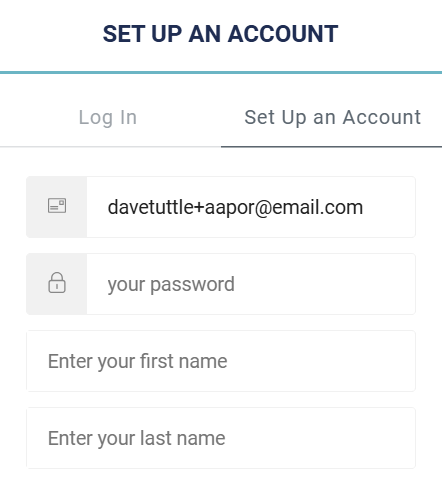 SET UP AN ACCOUNT
Log In
Set Up an Account
davetuttle+aapor@email.com
your password
Enter your first name
Enter your last name